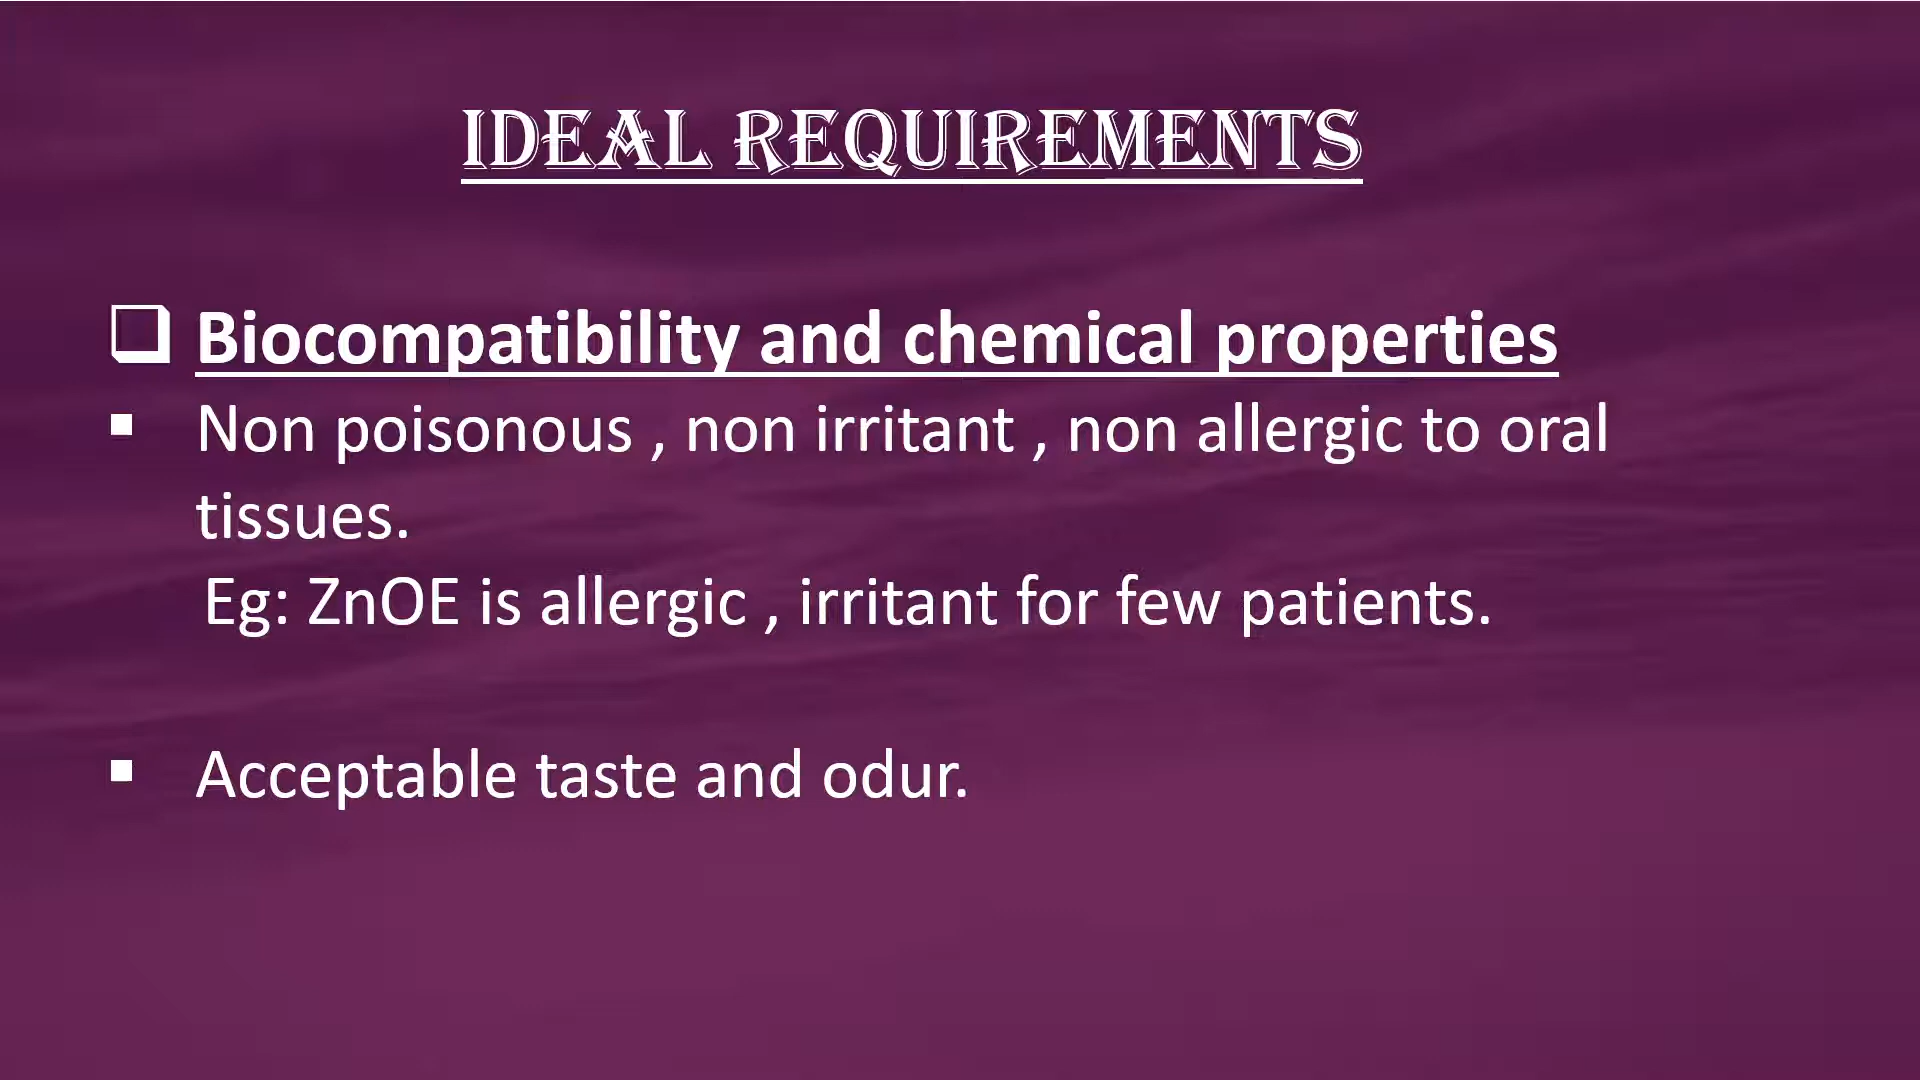 IDEAL REQUIREMENTS
Biocompatibility and chemical properties
Non poisonous , non irritant , non allergic to oral
tissues.
Eg: ZnOE is allergic , irritant for few patients.
Acceptable taste and odur.